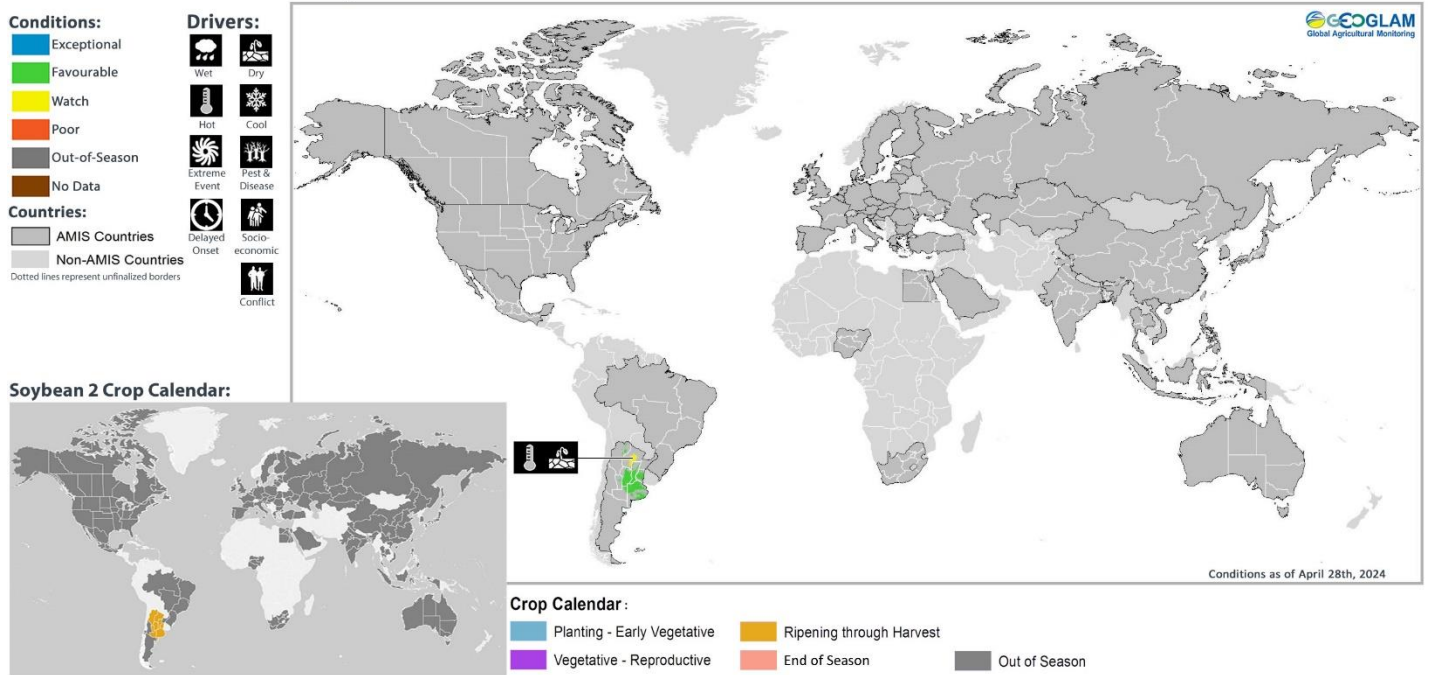 Conditions:
Exceptional
Favourable
Watch
Poor
Out-of-Season
No Data
Countries:
AMIS Countries
Non-AMIS Countries
Dotted lines represent unfinalized borders
Drivers:
Wet
Dry
Hot
Cool
Extreme
Event
Pest &
Disease
Delayed
Onset
Socio-
economic
Conflict
GEOGLAM
Global Agricultural Monitoring
Soybean 2 Crop Calendar:
Conditions as of April 28th, 2024
Crop Calendar :
Planting - Early Vegetative
Ripening through Harvest
Vegetative - Reproductive
End of Season
Out of Season